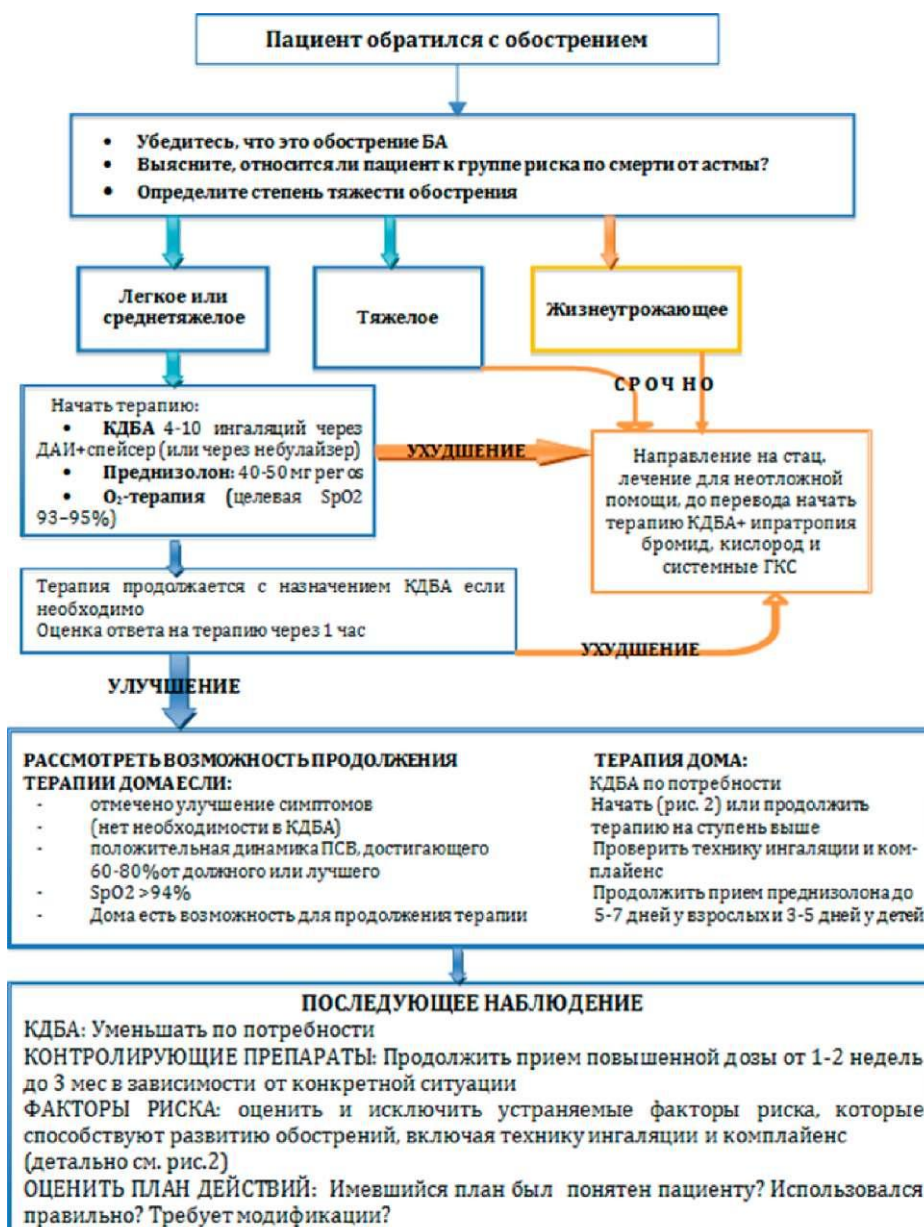 Пациент обратился с обострением
• Убедитесь, что это обострение БА
• Выясните, относится ли пациент к группе риска по смерти от астмы?
• Определите степень тяжести обострения
Легкое или
среднетяжелое
Тяжелое
Жизнеугрожающее
СРОЧНО
Начать терапию:
• КДБА 4-10 ингаляций через
ДАИ+спейсер (или через небулайзер)
• Преднизолон: 40-50 мг per os
• O₂-терапия (целевая SpO2
93–95%)
УХУДШЕНИЕ
Направление на стац,
лечение для неотложной
помощи, до перевода начать
терапию КДБА+ ипратропия
бромид, кислород и
системные ГКС
Терапия продолжается с назначением КДБА если
необходимо
Оценка ответа на терапию через 1 час
УХУДШЕНИЕ
УЛУЧШЕНИЕ
РАССМОТРЕТЬ ВОЗМОЖНОСТЬ ПРОДОЛЖЕНИЯ
ТЕРАПИИ ДОМА ЕСЛИ:
- отмечено улучшение симптомов
- (нет необходимости в КДБА)
- положительная динамика ПСВ, достигающего
60-80% от должного или лучшего
- SpO2 >94%
- Дома есть возможность для продолжения терапии
ТЕРАПИЯ ДОМА:
КДБА по потребности
Начать (рис. 2) или продолжить
терапию на ступень выше
Проверить технику ингаляции и ком-
плайенс
Продолжить прием преднизолона до
5-7 дней у взрослых и 3-5 дней у детей
ПОСЛЕДУЮЩЕЕ НАБЛЮДЕНИЕ
КДБА: Уменьшать по потребности
КОНТРОЛИРУЮЩИЕ ПРЕПАРАТЫ: Продолжить прием повышенной дозы от 1-2 недель
до 3 мес в зависимости от конкретной ситуации
ФАКТОРЫ РИСКА: оценить и исключить устраняемые факторы риска, которые
способствуют развитию обострений, включая технику ингаляции и комплайенс
(детально см. рис.2)
ОЦЕНИТЬ ПЛАН ДЕЙСТВИЙ: Имевшийся план был понятен пациенту? Использовался
правильно? Требует модификации?